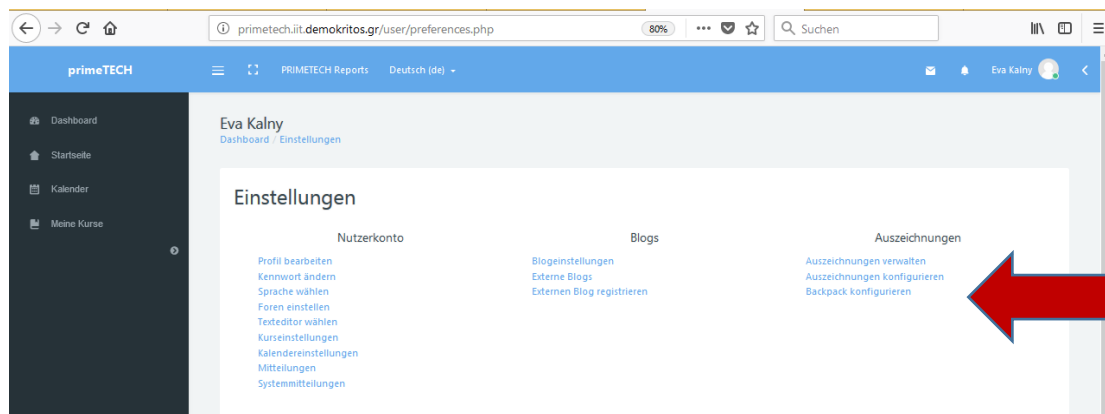 primetech.iit.demokritos.gr/user/preferences.php 80% Suchen
primeTECH PRIMETECH Reports Deutsch (de) Eva Kalny
Dashboard
Startseite
Kalender
Meine Kurse
Eva Kalny
Dashboard / Einstellungen
Einstellungen
Nutzerkonto
Profil bearbeiten
Kennwort ändern
Sprache wählen
Foren einstellen
Texteditor wählen
Kurseinstellungen
Kalendereinstellungen
Mitteilungen
Systemmitteilungen
Blogs
Blogeinstellungen
Externe Blogs
Externen Blog registrieren
Auszeichnungen
Auszeichnungen verwalten
Auszeichnungen konfigurieren
Backpack konfigurieren